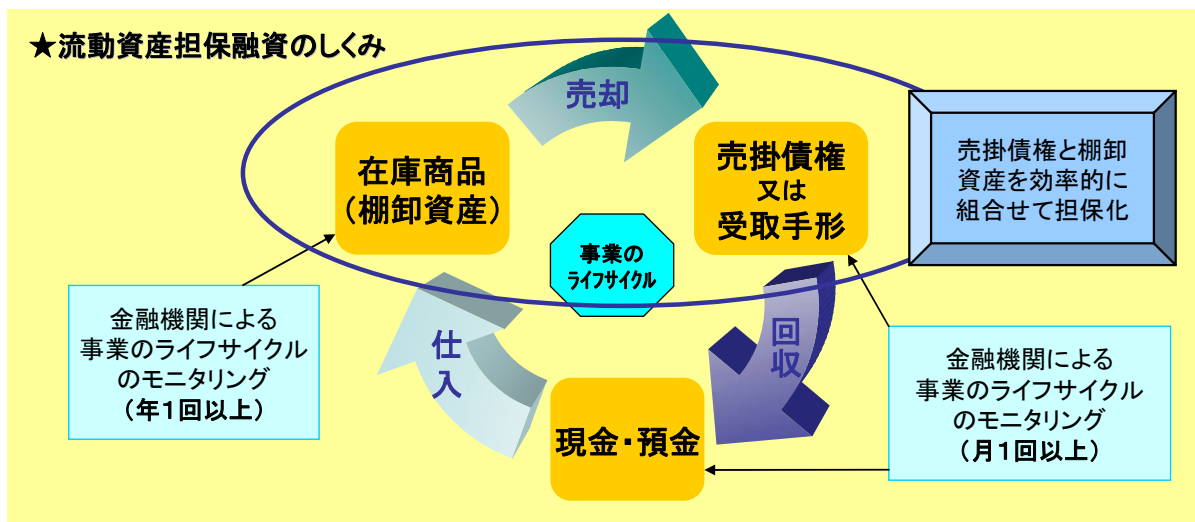 ★流動資産担保融資のしくみ
売却
在庫商品
（棚卸資産）
売掛債権
又は
受取手形
売掛債権と棚卸
資産を効率的に
組合せて担保化
事業の
ライフサイクル
金融機関による
事業のライフサイクル
のモニタリング
（年１回以上）
仕
入
回
収
現金・預金
金融機関による
事業のライフサイクル
のモニタリング
（月１回以上）